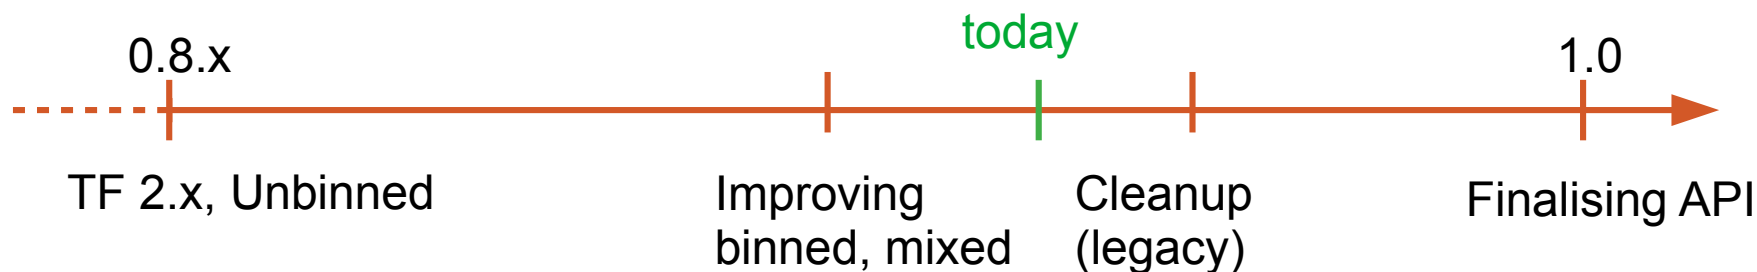 today
0.8.x
1.0
TF 2.x, Unbinned
Improving
binned, mixed
Cleanup
(legacy)
Finalising API